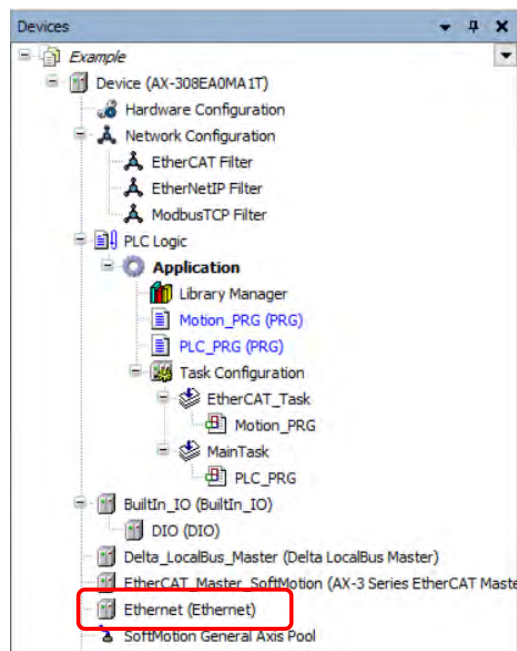 Devices
Example
Device (AX-308EA0MA1T)
Hardware Configuration
Network Configuration
EtherCAT Filter
EtherNetIP Filter
ModbusTCP Filter
PLC Logic
Application
Library Manager
Motion_PRG (PRG)
PLC_PRG (PRG)
Task Configuration
EtherCAT_Task
Motion_PRG
MainTask
PLC_PRG
BuiltIn_IO (BuiltIn_IO)
DIO (DIO)
Delta_LocalBus_Master (Delta LocalBus Master)
EtherCAT_Master_SoftMotion (AX-3 Series EtherCAT Maste
Ethernet (Ethernet)
SoftMotion General Axis Pool